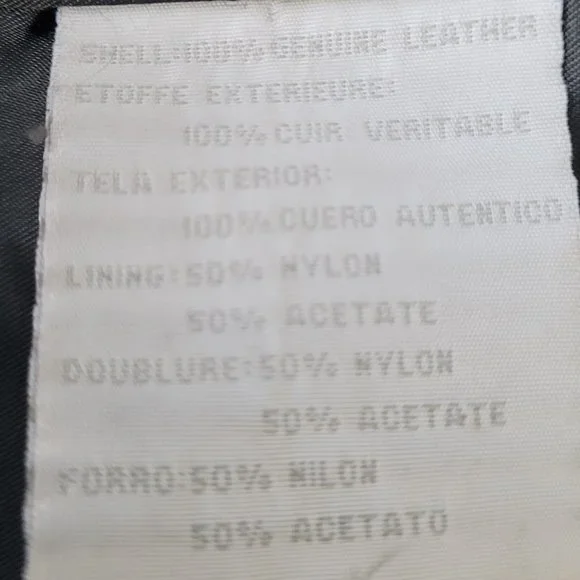 SHELL:100% GENUINE LEATHER
ETOFFE EXTERIEURE:
100% CUIR VERITABLE
TELA EXTERIOR:
100% CUERO AUTENTICO
LINING:50% NYLON
50% ACETATE
DOUBLURE:50% NYLON
50% ACETATE
FORRO:50% NILON
50% ACETATO